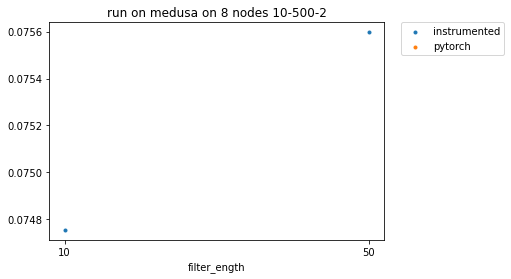 run on medusa on 8 nodes 10-500-2
instrumented
pytorch
0.0756
0.0754
0.0752
0.0750
0.0748
10
50
filter_ength